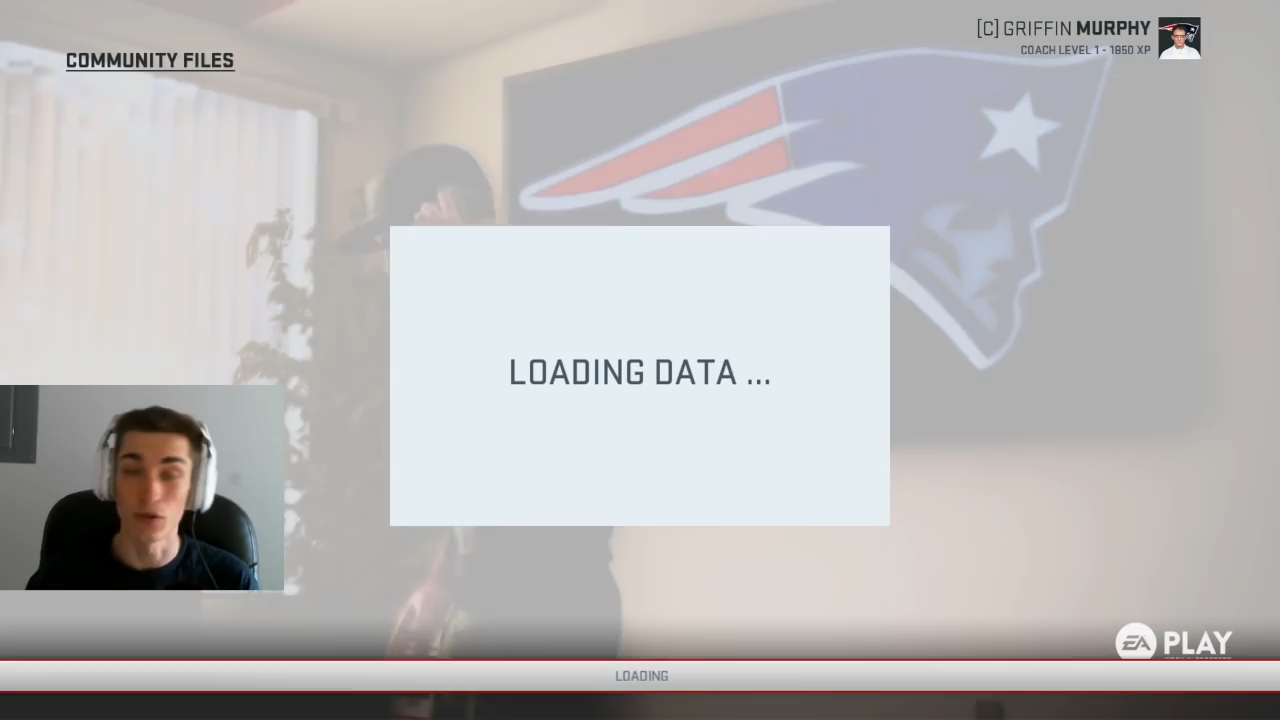 COMMUNITY FILES
[C] GRIFFIN MURPHY
COACH LEVEL 1 - 1850 XP
LOADING DATA ...
EA PLAY
LOADING